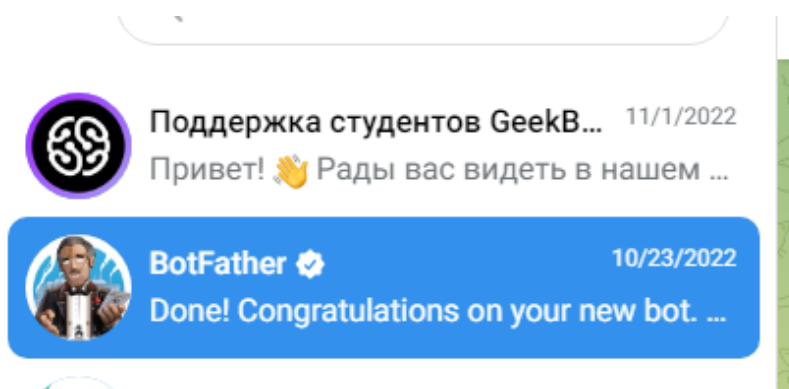 Поддержка студентов GeekB... 11/1/2022
Привет! 👋 Рады вас видеть в нашем ...
BotFather 10/23/2022
Done! Congratulations on your new bot. ...